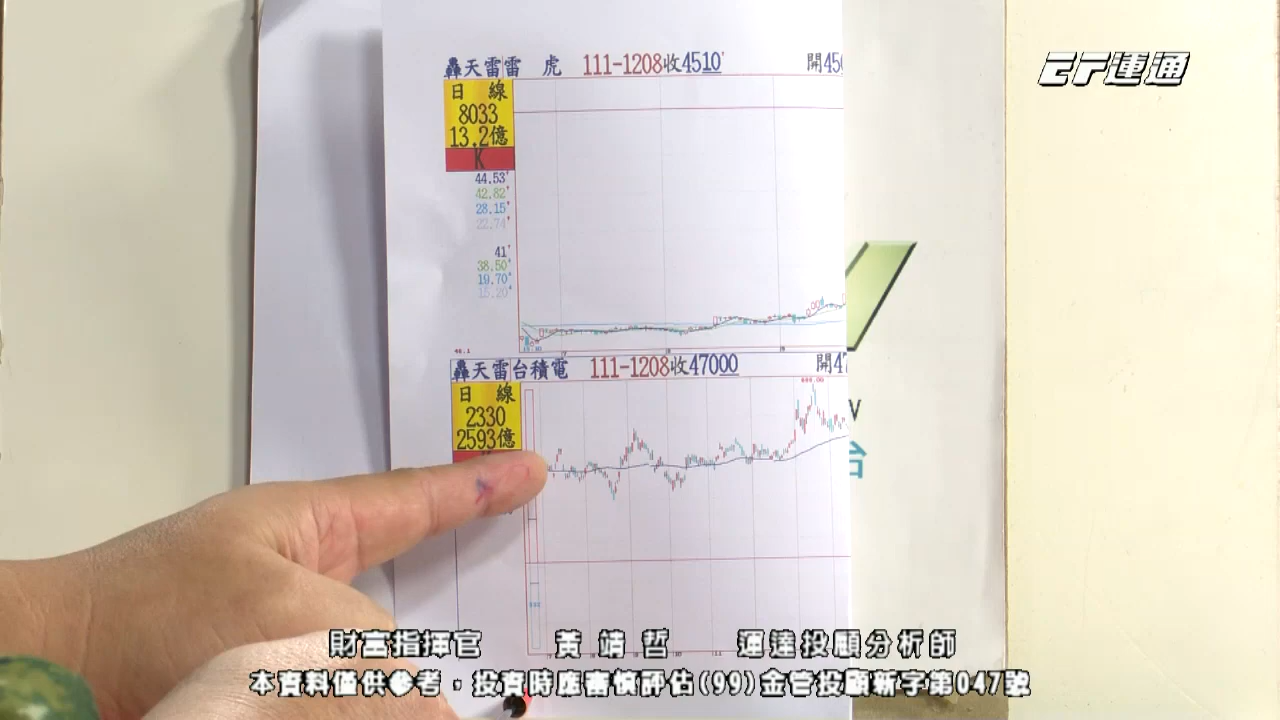 轟天雷雷 虎 111-1208收4510 開450
EF運通
日 線
8033
13.2億
K
44.53
42.82
28.15
22.74
41
38.50
19.70
15.20
轟天雷台積電 111-1208收47000 開47
日 線
2330
2593億
財富指揮官 黃靖哲 運達投顧分析師
本資料僅供參考，投資時應審慎評估(99)金管投顧新字第047號